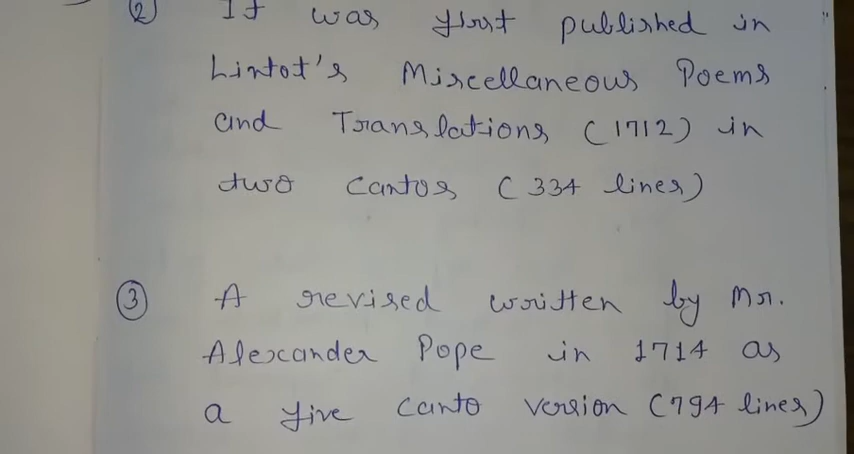 ② It was first published in
Lintot's Miscellaneous Poems
and Translations (1712) in
two cantos (334 lines)
③ A revised written by Mr.
Alexander Pope in 1714 as
a five canto version (794 lines)